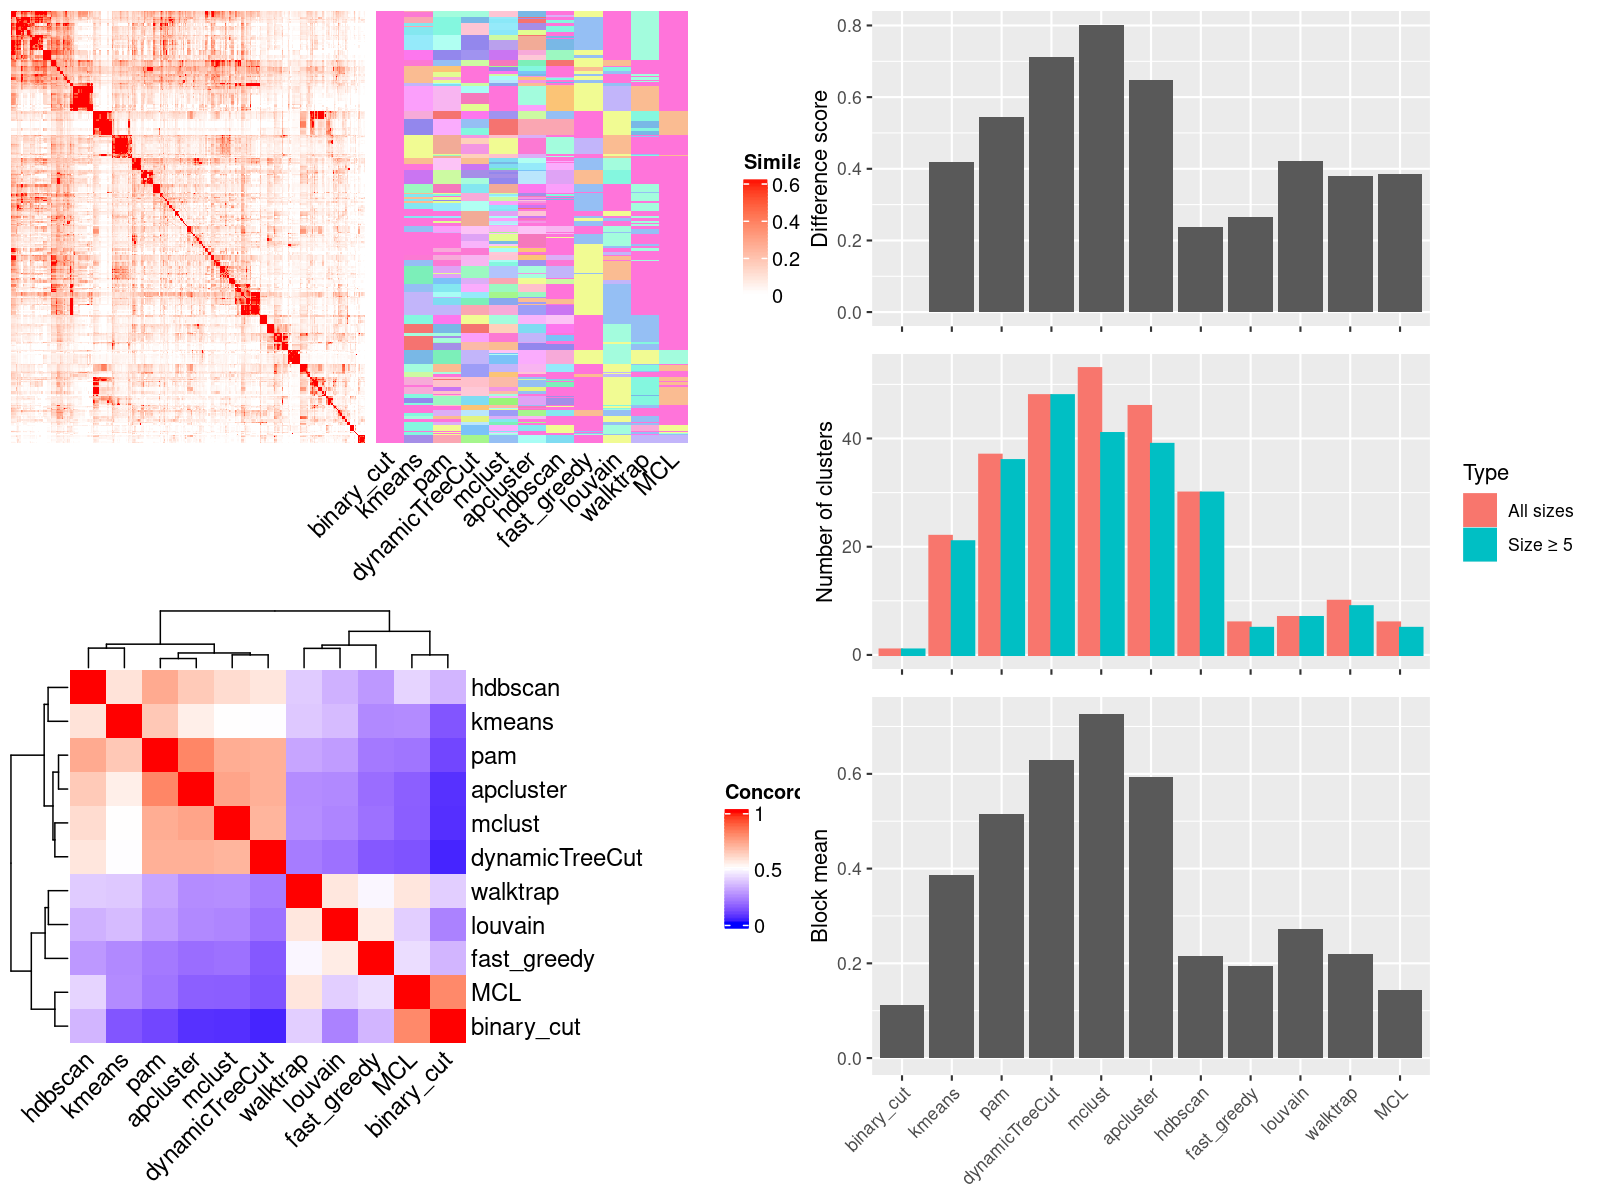 Simila
0.6
0.4
0.2
0
binary_cut
kmeans
pam
dynamicTreeCut
mclust
apcluster
hdbscan
fast_greedy
louvain
walktrap
MCL
hdbscan
kmeans
pam
apcluster
mclust
dynamicTreeCut
walktrap
louvain
fast_greedy
MCL
binary_cut
hdbscan
kmeans
pam
apcluster
mclust
dynamicTreeCut
walktrap
louvain
fast_greedy
MCL
binary_cut
Concord
1
0.5
0
Difference score
0.8
0.6
0.4
0.2
0.0
Number of clusters
40
20
0
Type
All sizes
Size ≥ 5
Block mean
0.6
0.4
0.2
0.0
binary_cut
kmeans
pam
dynamicTreeCut
mclust
apcluster
hdbscan
fast_greedy
louvain
walktrap
MCL